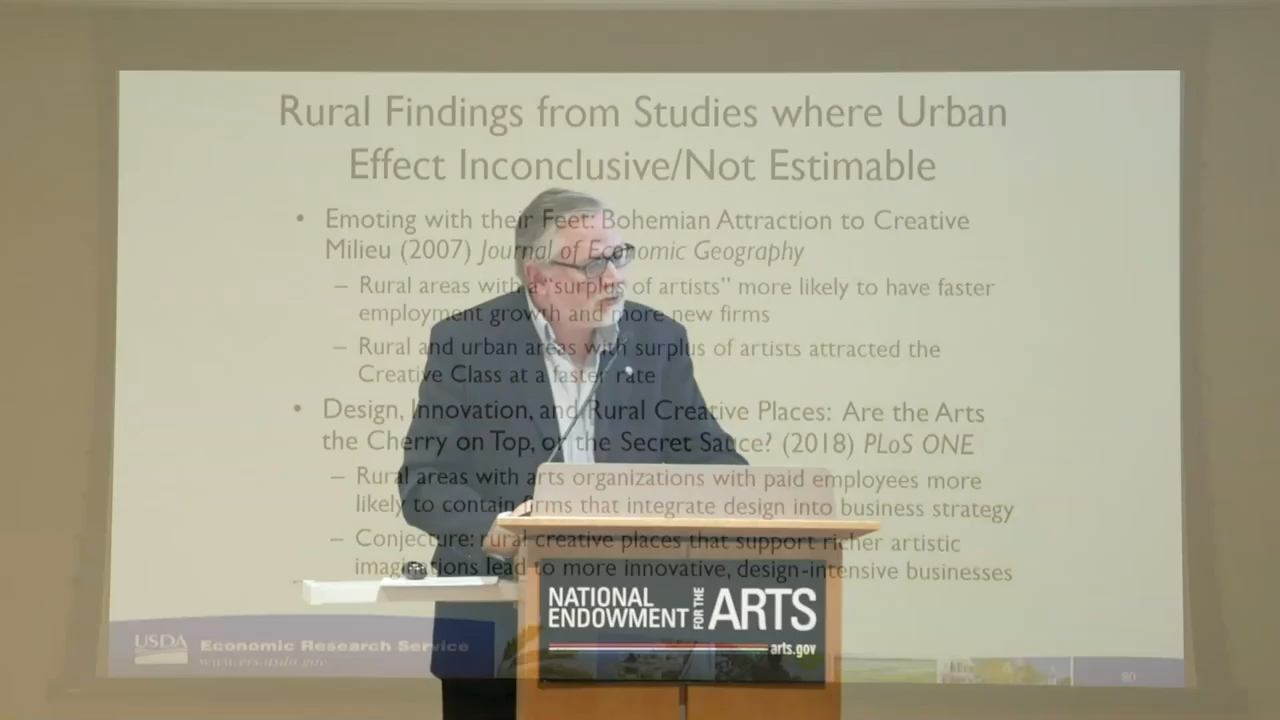 Rural Findings from Studies where Urban
Effect Inconclusive/Not Estimable
• Emoting with their Feet: Bohemian Attraction to Creative
Milieu (2007) Journal of Economic Geography
– Rural areas with a "surplus of artists" more likely to have faster
employment growth and more new firms
– Rural and urban areas with surplus of artists attracted the
Creative Class at a faster rate
• Design, Innovation, and Rural Creative Places: Are the Arts
the Cherry on Top, or the Secret Sauce? (2018) PLoS ONE
– Rural areas with arts organizations with paid employees more
likely to contain firms that integrate design into business strategy
– Conjecture: rural creative places that support richer artistic
imaginations lead to more innovative, design-intensive businesses
NATIONAL
ENDOWMENT
FOR THE
ARTS
arts.gov
USDA
Economic Research Service
www.ers.usda.gov
80